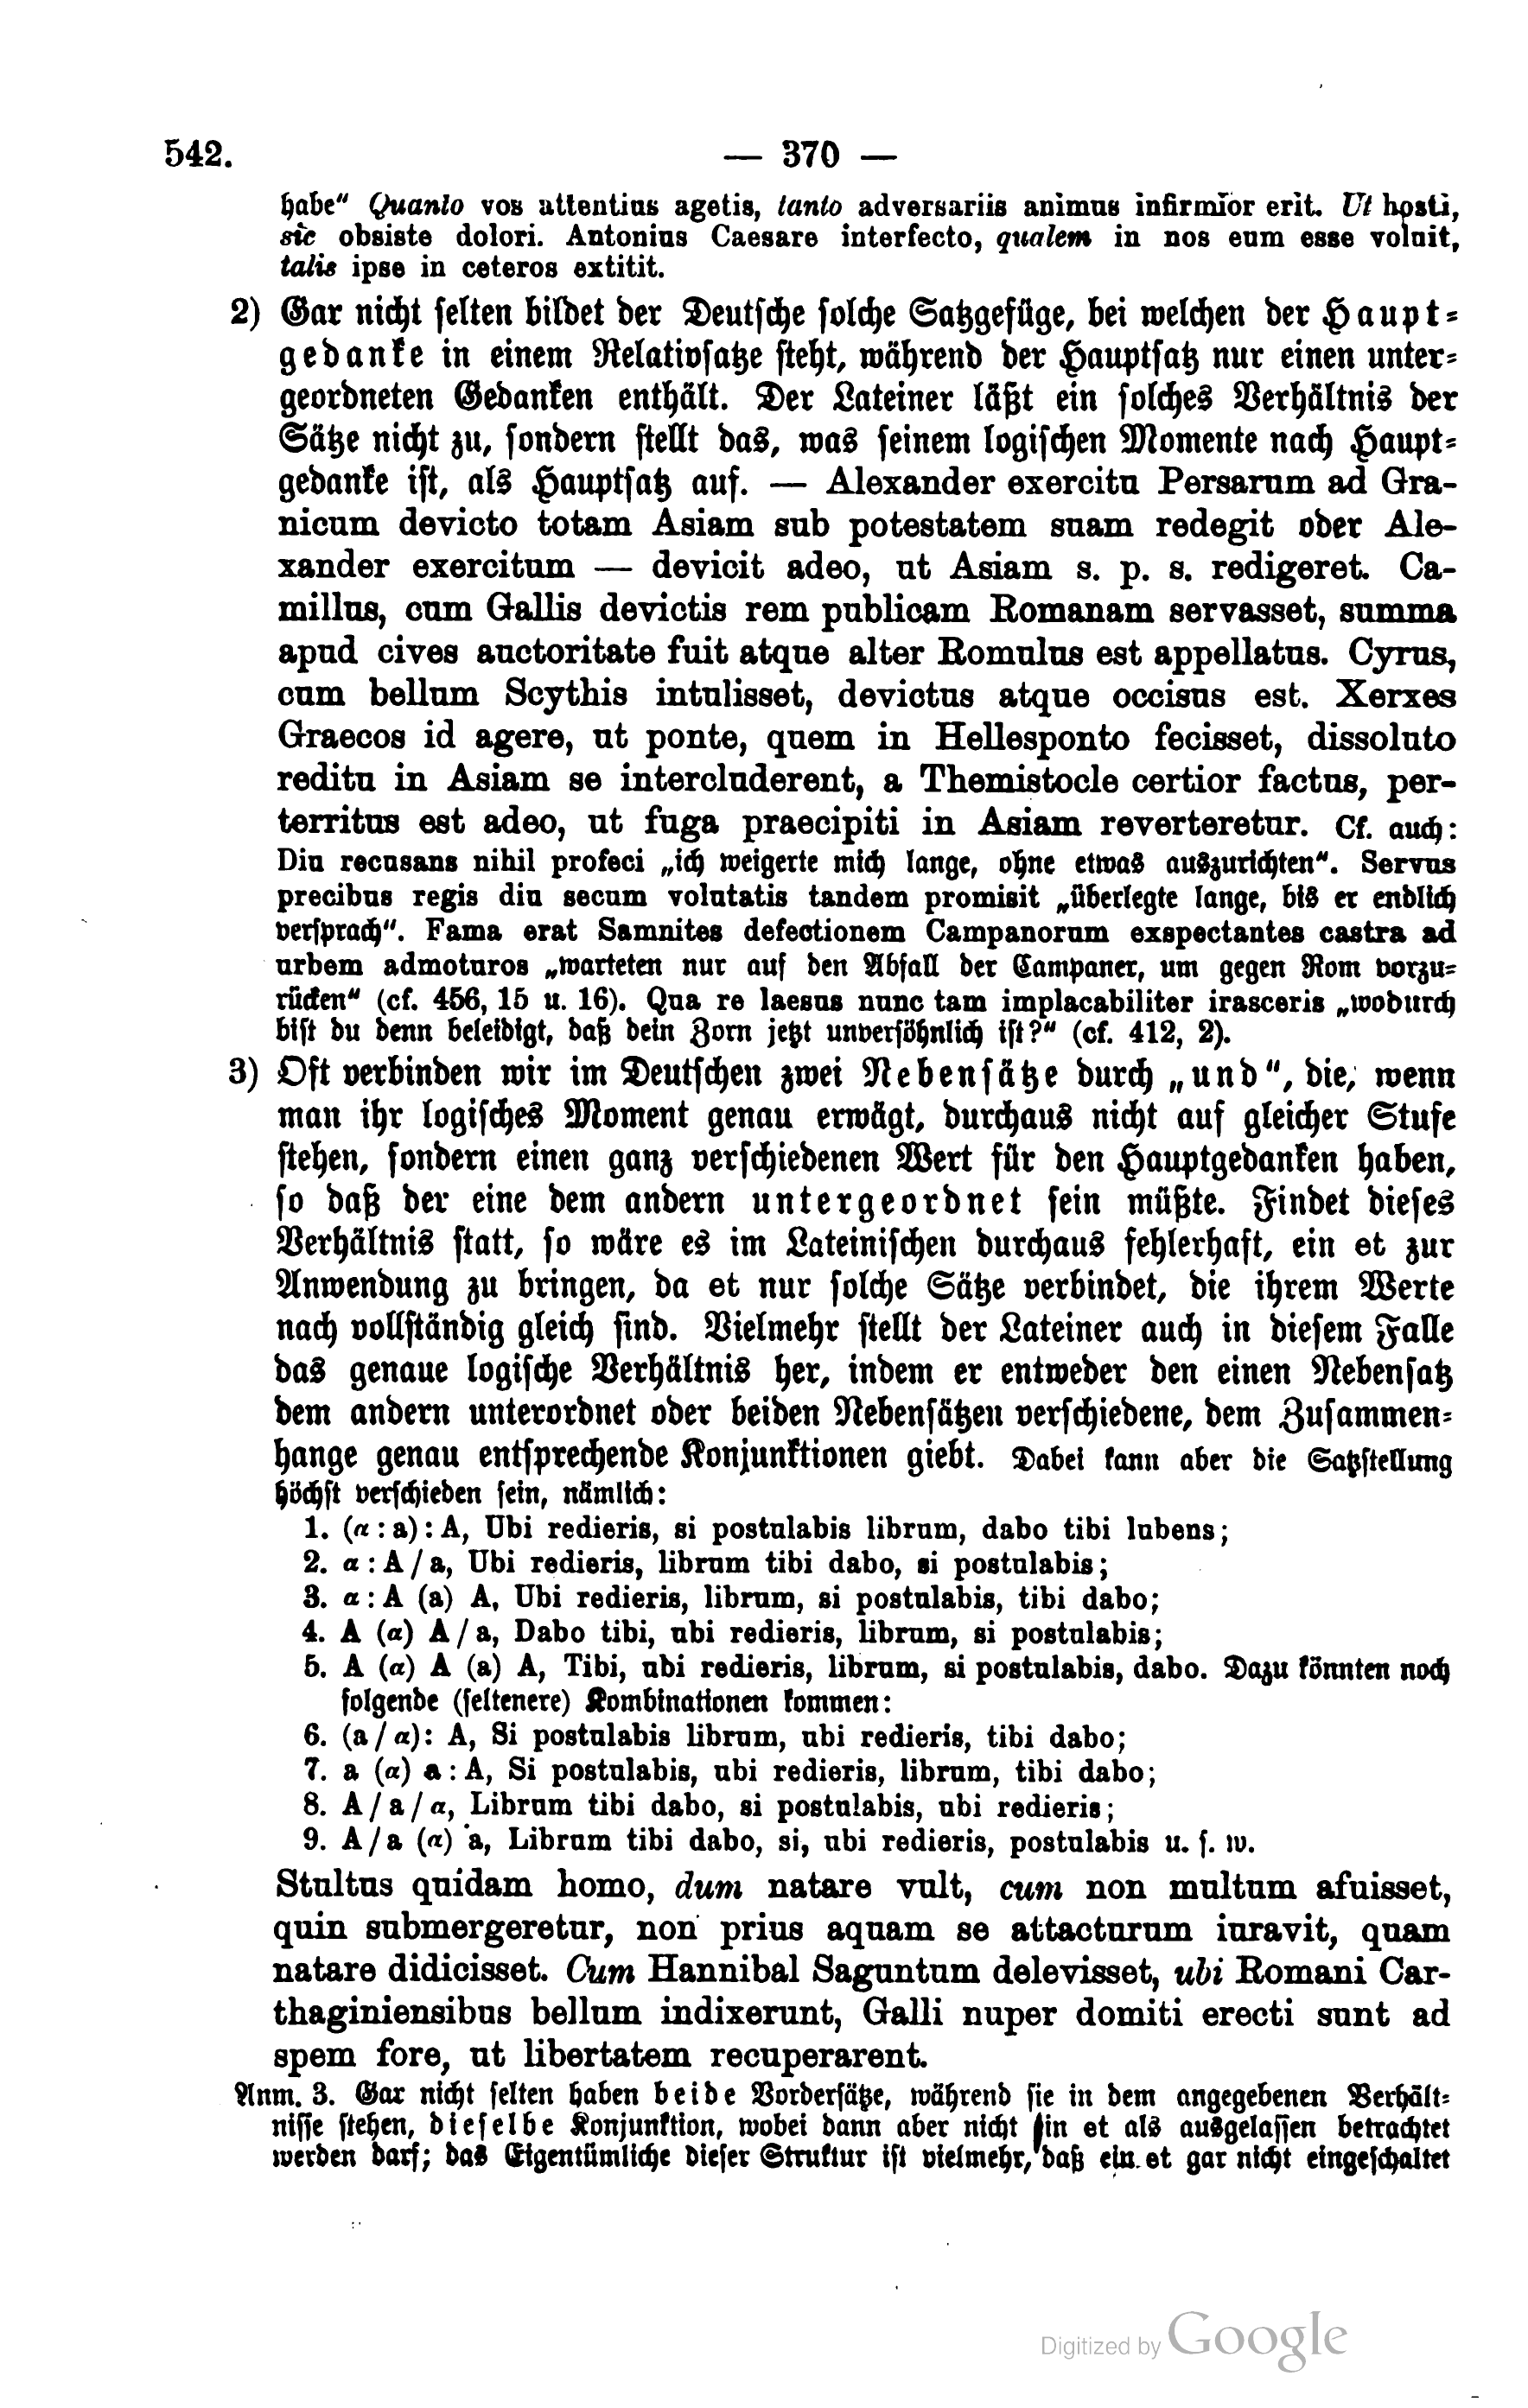 542.
— 370 —
habe" Quanto vos attentius agetis, tanto adversariis animus infirmior erit. Ut hosti,
sic obsiste dolori. Antonius Caesare interfecto, qualem in nos eum esse voluit,
talis ipse in ceteros extitit.
2) Gar nicht selten bildet der Deutsche solche Satzgefüge, bei welchen der Haupt=
gedanke in einem Relativsatze steht, während der Hauptsatz nur einen unter=
geordneten Gedanken enthält. Der Lateiner läßt ein solches Verhältnis der
Sätze nicht zu, sondern stellt das, was seinem logischen Momente nach Haupt=
gedanke ist, als Hauptsatz auf. — Alexander exercitu Persarum ad Gra-
nicum devicto totam Asiam sub potestatem suam redegit oder Ale-
xander exercitum — devicit adeo, ut Asiam s. p. s. redigeret. Ca-
millus, cum Gallis devictis rem publicam Romanam servasset, summa
apud cives auctoritate fuit atque alter Romulus est appellatus. Cyrus,
cum bellum Scythis intulisset, devictus atque occisus est. Xerxes
Graecos id agere, ut ponte, quem in Hellesponto fecisset, dissoluto
reditu in Asiam se intercluderent, a Themistocle certior factus, per-
territus est adeo, ut fuga praecipiti in Asiam reverteretur. Cf. auch:
Diu recusans nihil profeci „ich weigerte mich lange, ohne etwas auszurichten". Servus
precibus regis diu secum volutatis tandem promisit „überlegte lange, bis er endlich
versprach". Fama erat Samnites defectionem Campanorum exspectantes castra ad
urbem admoturos „warteten nur auf den Abfall der Campaner, um gegen Rom vorzu=
rücken" (cf. 456, 15 u. 16). Qua re laesus nunc tam implacabiliter irasceris „wodurch
bist du denn beleidigt, daß dein Zorn jetzt unversöhnlich ist?" (cf. 412, 2).
3) Oft verbinden wir im Deutschen zwei Nebensätze durch „und", die, wenn
man ihr logisches Moment genau erwägt, durchaus nicht auf gleicher Stufe
stehen, sondern einen ganz verschiedenen Wert für den Hauptgedanken haben,
so daß der eine dem andern untergeordnet sein müßte. Findet dieses
Verhältnis statt, so wäre es im Lateinischen durchaus fehlerhaft, ein et zur
Anwendung zu bringen, da et nur solche Sätze verbindet, die ihrem Werte
nach vollständig gleich sind. Vielmehr stellt der Lateiner auch in diesem Falle
das genaue logische Verhältnis her, indem er entweder den einen Nebensatz
dem andern unterordnet oder beiden Nebensätzen verschiedene, dem Zusammen=
hange genau entsprechende Konjunktionen giebt. Dabei kann aber die Satzstellung
höchst verschieden sein, nämlich:
1. (α : a) : A, Ubi redieris, si postulabis librum, dabo tibi lubens;
2. α : A / a, Ubi redieris, librum tibi dabo, si postulabis;
3. α : A (a) A, Ubi redieris, librum, si postulabis, tibi dabo;
4. A (α) A / a, Dabo tibi, ubi redieris, librum, si postulabis;
5. A (α) A (a) A, Tibi, ubi redieris, librum, si postulabis, dabo. Dazu könnten noch
folgende (seltenere) Kombinationen kommen:
6. (a / α): A, Si postulabis librum, ubi redieris, tibi dabo;
7. a (α) a : A, Si postulabis, ubi redieris, librum, tibi dabo;
8. A / a / α, Librum tibi dabo, si postulabis, ubi redieris;
9. A / a (α) a, Librum tibi dabo, si, ubi redieris, postulabis u. s. w.
Stultus quidam homo, dum natare vult, cum non multum afuisset,
quin submergeretur, non prius aquam se attacturum iuravit, quam
natare didicisset. Cum Hannibal Saguntum delevisset, ubi Romani Car-
thaginiensibus bellum indixerunt, Galli nuper domiti erecti sunt ad
spem fore, ut libertatem recuperarent.
Anm. 3. Gar nicht selten haben beide Vordersätze, während sie in dem angegebenen Verhält=
nisse stehen, dieselbe Konjunktion, wobei dann aber nicht ein et als ausgelassen betrachtet
werden darf; das Eigentümliche dieser Struktur ist vielmehr, daß ein et gar nicht eingeschaltet
Digitized by Google